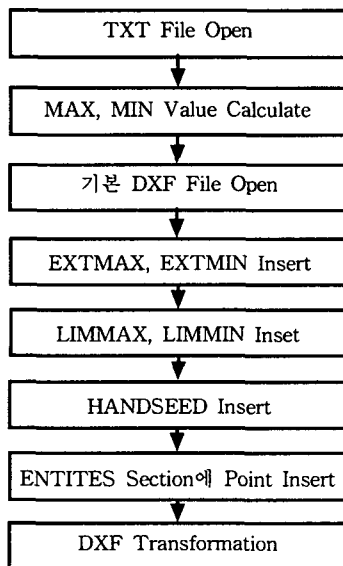 TXT File Open
MAX, MIN Value Calculate
기본 DXF File Open
EXTMAX, EXTMIN Insert
LIMMAX, LIMMIN Inset
HANDSEED Insert
ENTITES Section에 Point Insert
DXF Transformation